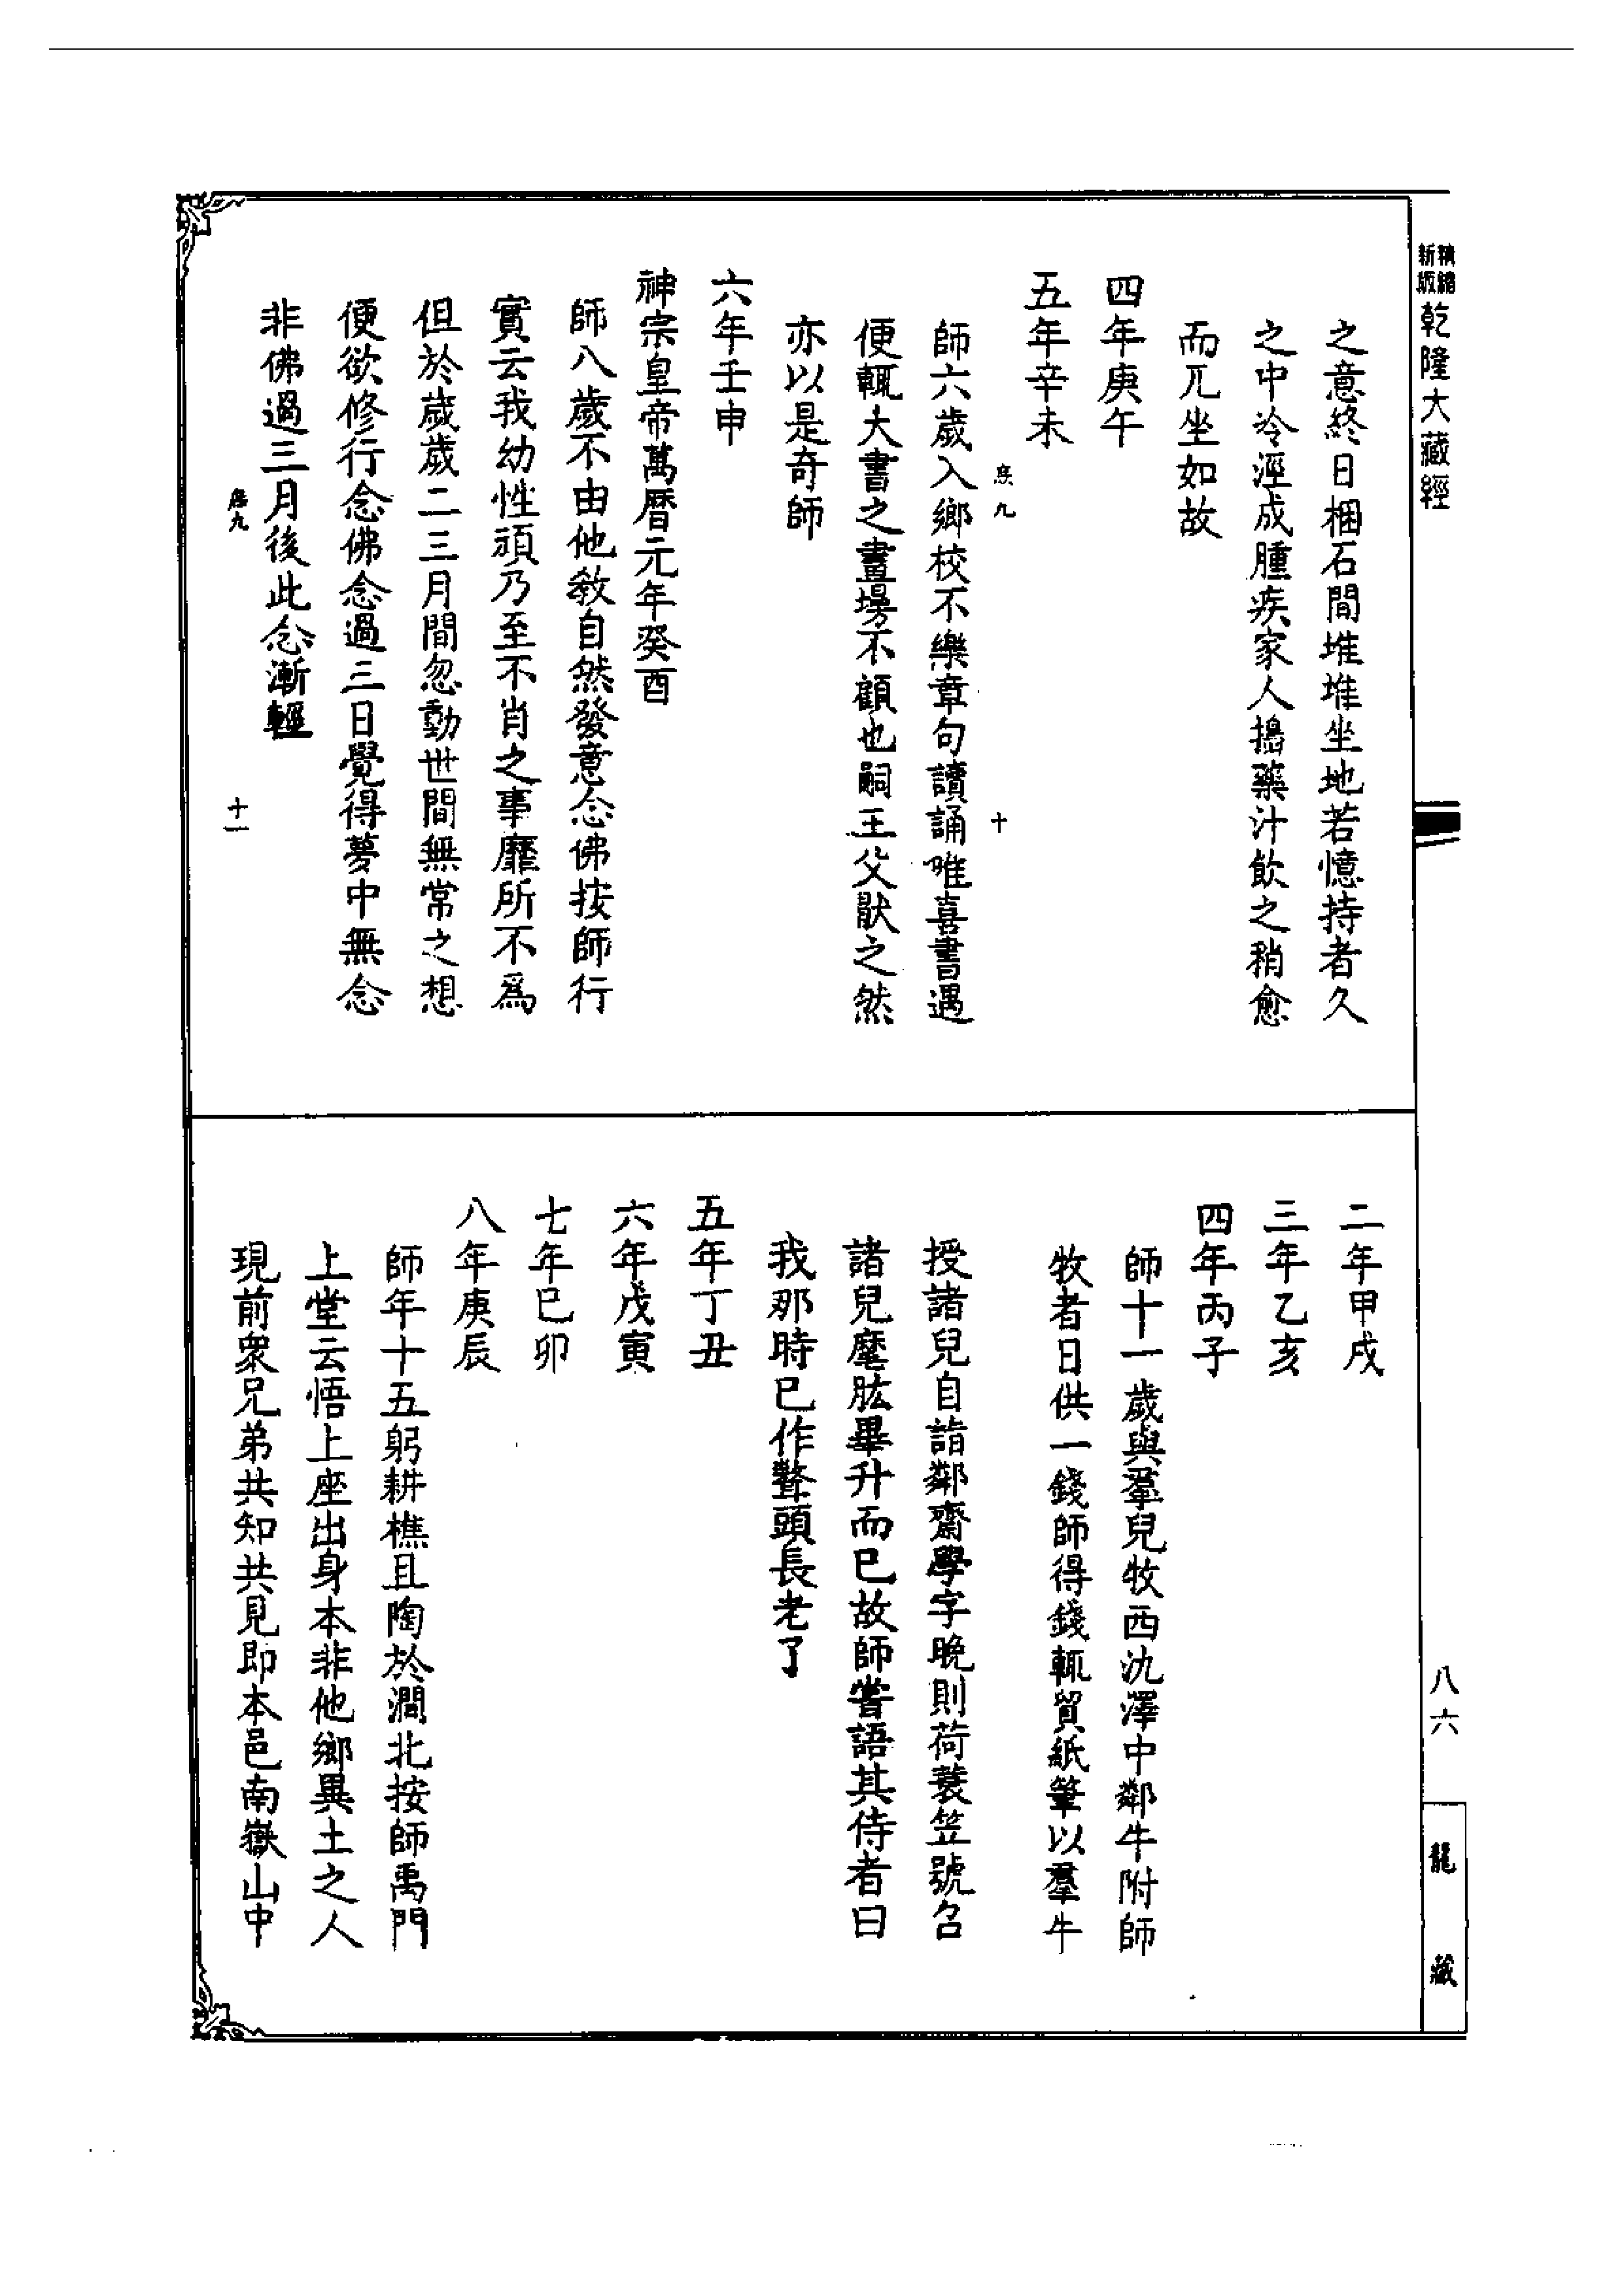 精縮新版乾隆大藏經
之意終日梱石間堆堆坐地若憶持者久
之中冷溼成腫疾家人搗藥汁飲之稍愈
而兀坐如故
四年庚午
五年辛未
九
十
師六歲入鄉校不樂章句讀誦唯喜書遇
便輒大書之晝塲不顧也嗣王父猒之然
亦以是奇師
六年壬申
神宗皇帝萬曆元年癸酉
師八歲不由他教自然發意念佛按師行
實云我幼性頑乃至不肖之事靡所不爲
但於歲歲二三月間忽動世間無常之想
便欲修行念佛念過三日覺得夢中無念
非佛過三月後此念漸輕
九
十一
二年甲戌
三年乙亥
四年丙子
師十一歲與羣兒牧西氿澤中鄰牛附師
牧者日供一錢師得錢輒貿紙筆以羣牛
授諸兒自詣鄰齋學字晚則荷蓑笠號召
諸兒麾肱畢升而已故師嘗語其侍者曰
我那時已作鼈頭長老了
五年丁丑
六年戊寅
七年巳卯
八年庚辰
師年十五躬耕樵且陶於澗北按師禹門
上堂云悟上座出身本非他鄉異土之人
現前衆兄弟共知共見即本邑南嶽山中
八六
龍藏